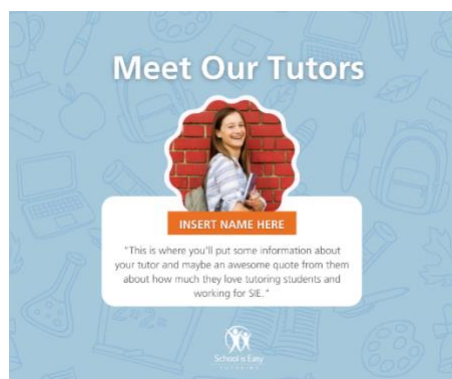 Meet Our Tutors
INSERT NAME HERE
"This is where you'll put some information about
your tutor and maybe an awesome quote from them
about how much they love tutoring students and
working for SIE."
School is Easy
TUTORING